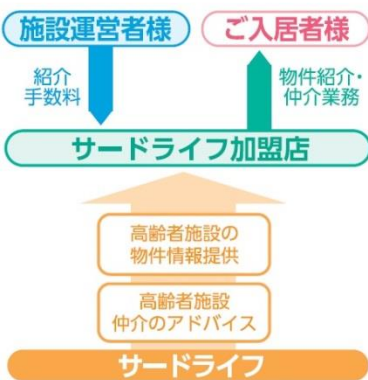 施設運営者様
ご入居者様
紹介
手数料
物件紹介・
仲介業務
サードライフ加盟店
高齢者施設の
物件情報提供
高齢者施設
仲介のアドバイス
サードライフ